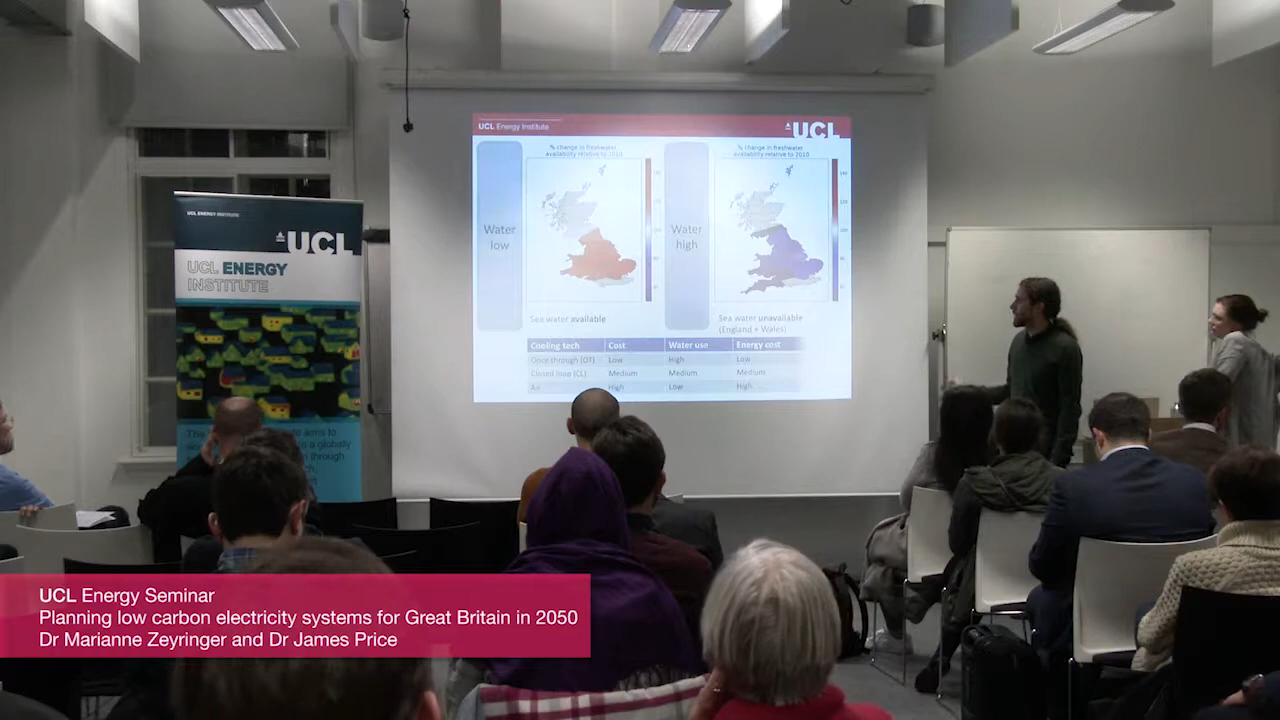 UCL Energy Institute
UCL
% change in freshwater
availability relative to 2010
% change in freshwater
availability relative to 2010
Water
low
Water
high
Sea water available
Sea water unavailable
(England + Wales)
Cooling tech Cost Water use Energy cost
Once through (OT) Low High Low
Closed loop (CL) Medium Medium Medium
Air High Low High
UCL ENERGY INSTITUTE
UCL
UCL ENERGY
INSTITUTE
UCL Energy Seminar
Planning low carbon electricity systems for Great Britain in 2050
Dr Marianne Zeyringer and Dr James Price